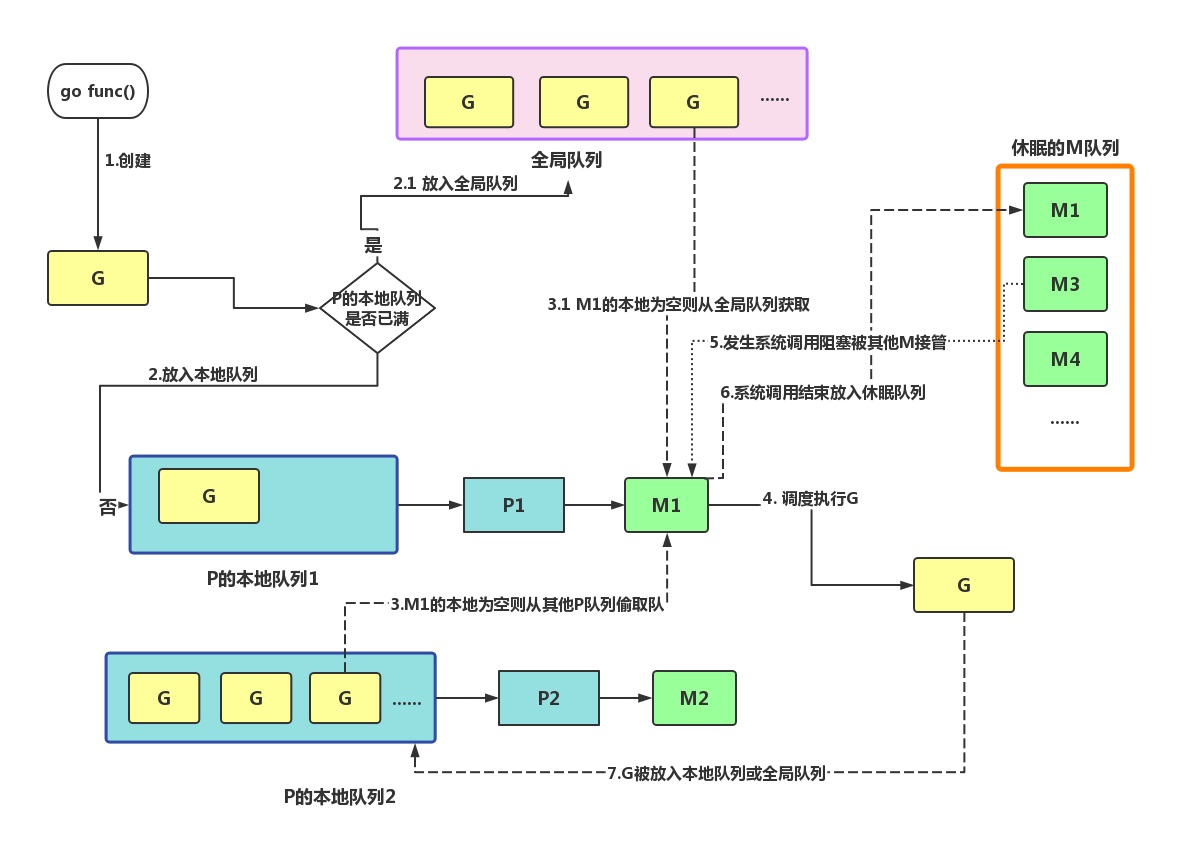 go func()
1.创建
G
G
G
G
......
全局队列
2.1 放入全局队列
是
P的本地队列
是否已满
2.放入本地队列
否
G
P的本地队列1
P1
M1
3.1 M1的本地为空则从全局队列获取
5.发生系统调用阻塞被其他M接管
6.系统调用结束放入休眠队列
休眠的M队列
M1
M3
M4
......
4. 调度执行G
G
3.M1的本地为空则从其他P队列偷取队
G
G
G
......
P2
M2
7.G被放入本地队列或全局队列
P的本地队列2